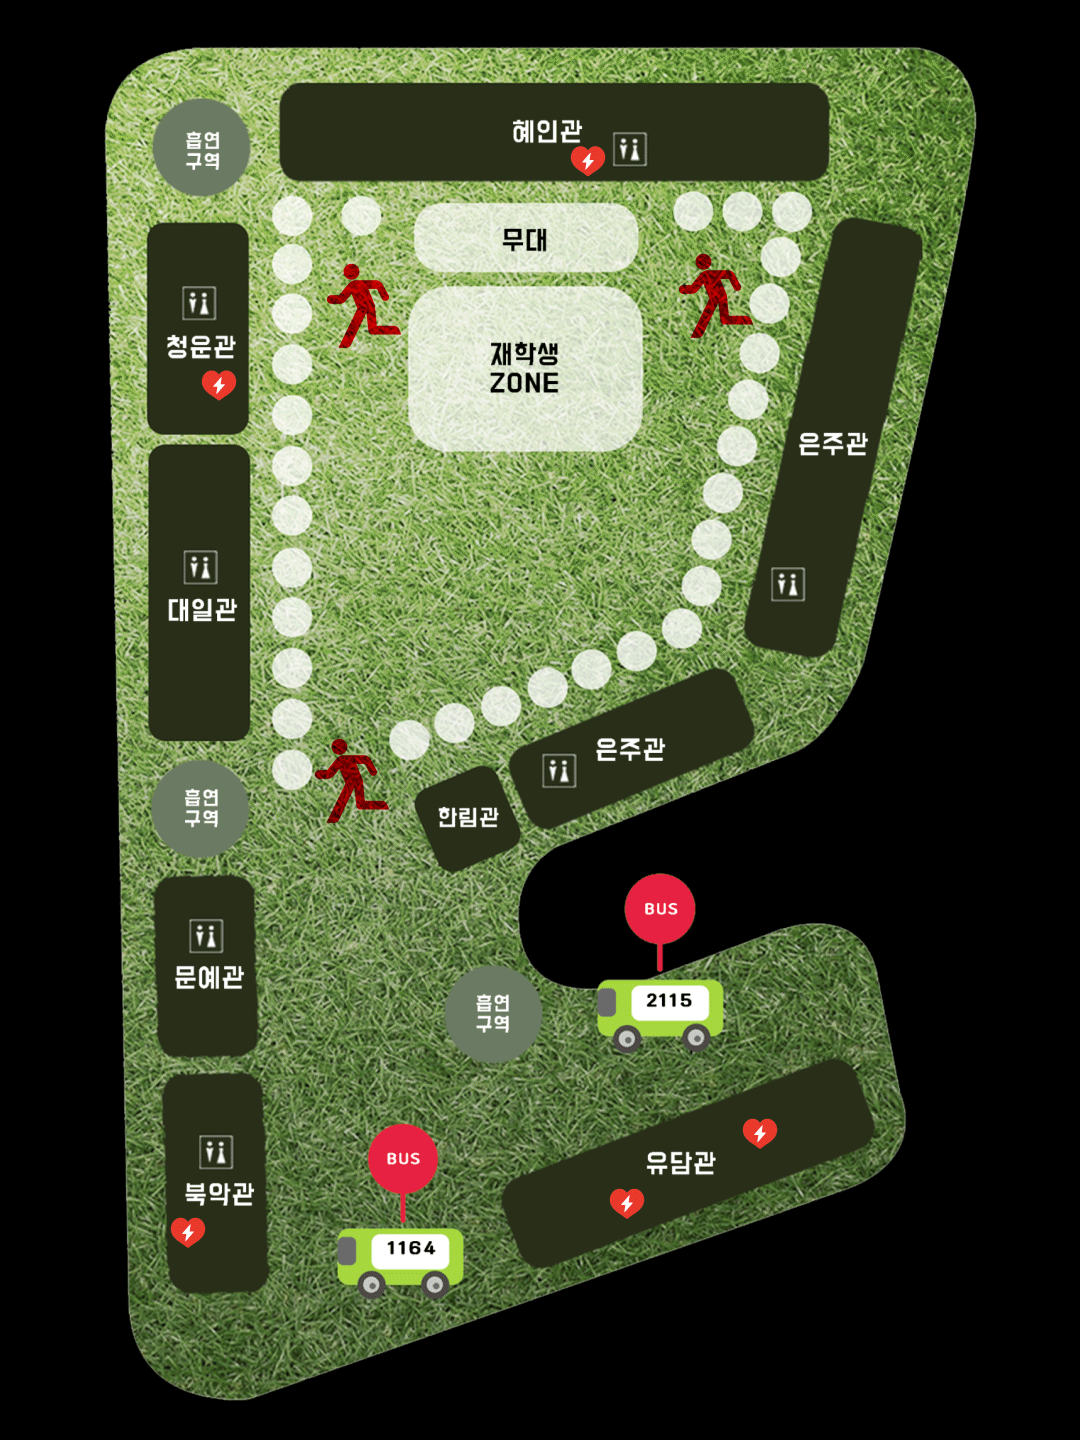 흡연
구역
혜인관
무대
청운관
재학생
ZONE
은주관
대일관
은주관
흡연
구역
한림관
BUS
문예관
흡연
구역
2115
BUS
유담관
북악관
1164